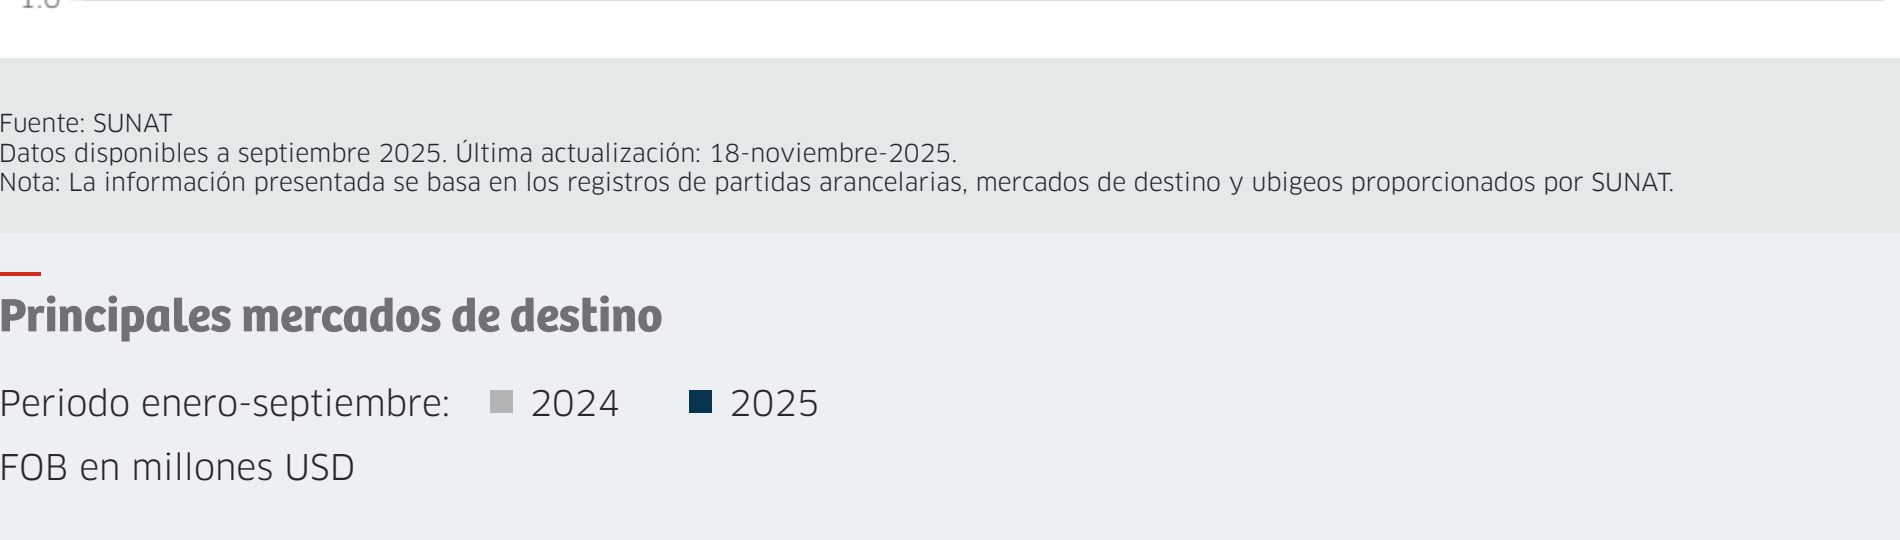 1.0
Fuente: SUNAT
Datos disponibles a septiembre 2025. Última actualización: 18-noviembre-2025.
Nota: La información presentada se basa en los registros de partidas arancelarias, mercados de destino y ubigeos proporcionados por SUNAT.
Principales mercados de destino
Periodo enero-septiembre: 2024 2025
FOB en millones USD